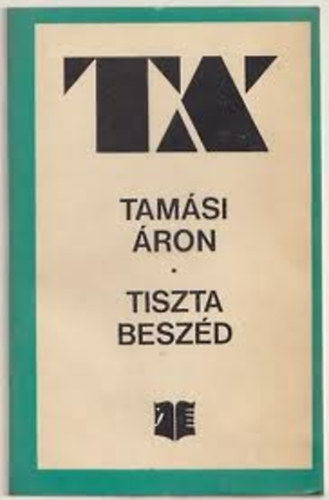 TA
TAMÁSI
ÁRON
·
TISZTA
BESZÉD